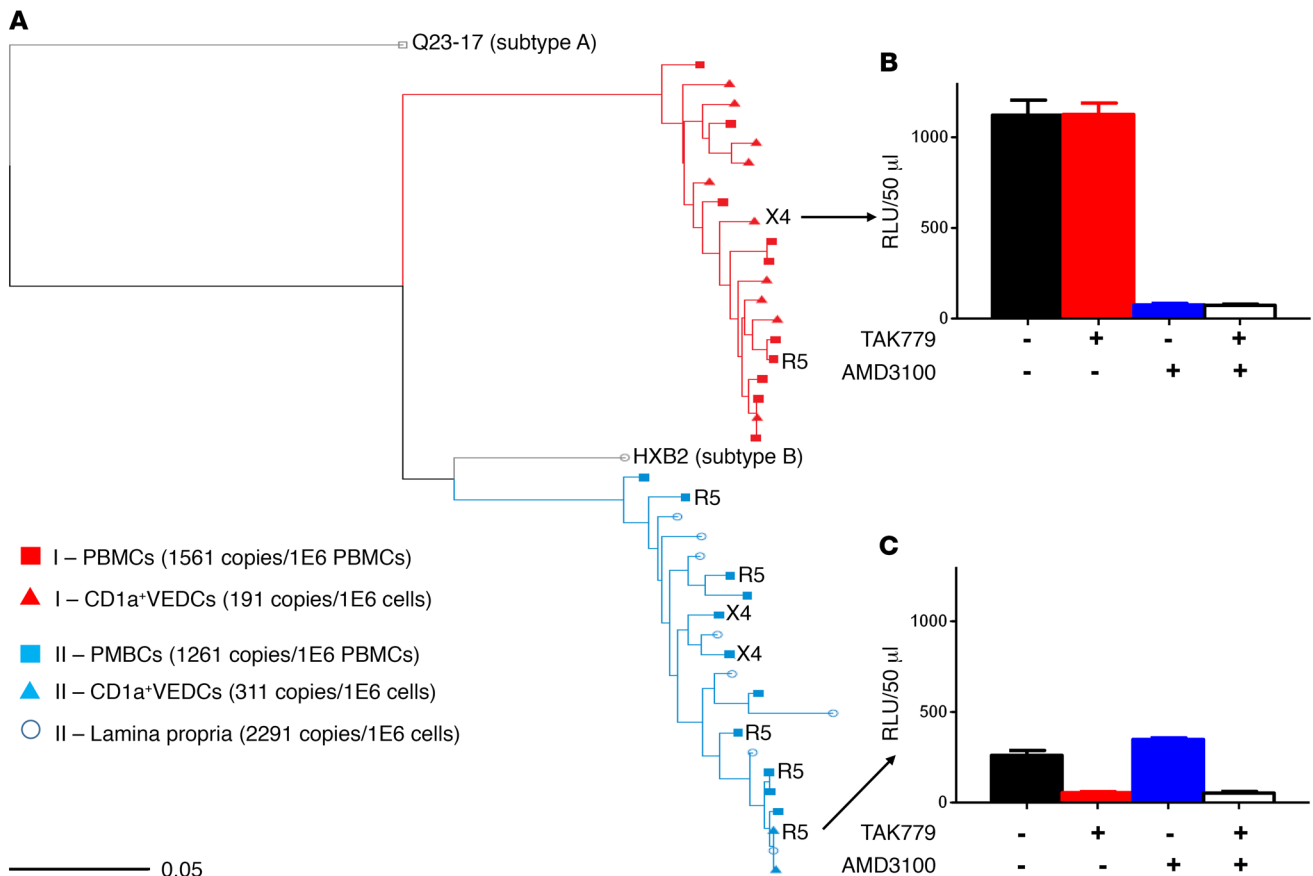 A
Q23-17 (subtype A)
X4
R5
HXB2 (subtype B)
R5
R5
X4
X4
R5
R5
R5
I – PBMCs (1561 copies/1E6 PBMCs)
I – CD1a⁺VEDCs (191 copies/1E6 cells)
II – PMBCs (1261 copies/1E6 PBMCs)
II – CD1a⁺VEDCs (311 copies/1E6 cells)
II – Lamina propria (2291 copies/1E6 cells)
0.05
B
RLU/50 µl
1000
500
0
TAK779 - + - +
AMD3100 - - + +
C
RLU/50 µl
1000
500
0
TAK779 - + - +
AMD3100 - - + +